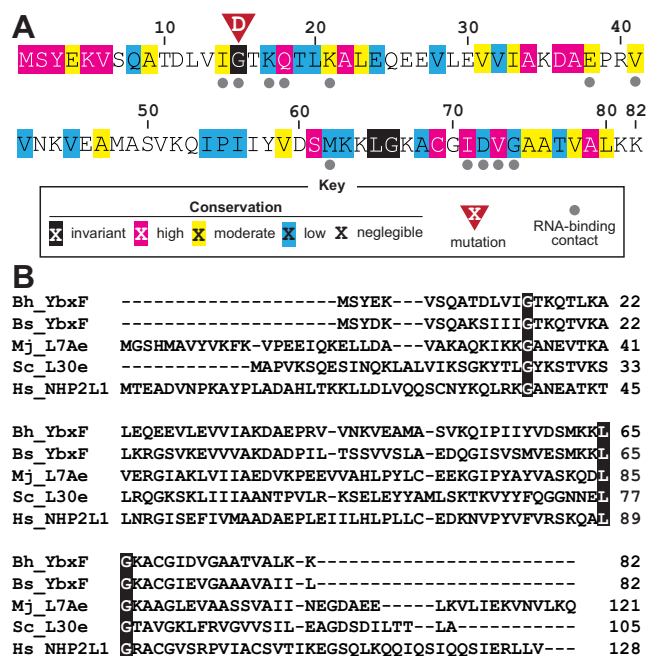 A
D
10 20 30 40
MSYEKVSQATDLVIGTKQTLKALEQEEVLEVVIAKDAEPRV
50 60 70 80 82
VNKVEAMASVKQIPIIYVDSMKKLGKACGIDVGAATVALKK
Key
Conservation
X invariant X high X moderate X low X negligible
X mutation
RNA-binding contact
B
Bh_YbxF --------------------MSYEK---VSQATDLVIGTKQTLKA 22
Bs_YbxF --------------------MSYDK---VSQAKSIIIGTKQTVKA 22
Mj_L7Ae MGSHMAVYVKFK-VPEEIQKELLDA---VAKAQKIKKGANEVTKA 41
Sc_L30e ------------MAPVKSQESINQKLALVIKSGKYTLGYKSTVKS 33
Hs_NHP2L1 MTEADVNPKAYPLADAHLTKKLLDLVQQSCNYKQLRKGANEATKT 45
Bh_YbxF LEQEEVLEVVIAKDAEPRV-VNKVEAMA-SVKQIPIIYVDSMKKL 65
Bs_YbxF LKRGSVKEVVVAKDADPIL-TSSVVSLA-EDQGISVSMVESMKKL 65
Mj_L7Ae VERGIAKLVIIAEDVKPEEVVAHLPYLC-EEKGIPYAYVASKQDL 85
Sc_L30e LRQGKSKLIIIAANTPVLR-KSELEYYAMLSKTKVYYFQGGNNEL 77
Hs_NHP2L1 LNRGISEFIVMAADAEPLEIILHLPLLC-EDKNVPYVFVRSKQAL 89
Bh_YbxF GKACGIDVGAATVALK-K------------------------ 82
Bs_YbxF GKACGIEVGAAAVAII-L------------------------ 82
Mj_L7Ae GKAAGLEVAASSVAI-NEGDAEE-----LKVLIEKVNVLKQ 121
Sc_L30e GTAVGKLFRVGVVSIL-EAGDSDILTT--LA----------- 105
Hs_NHP2L1 GRACGVSRPVIACSVTIKEGSQLKQQIQSIQQSIERLLV--- 128